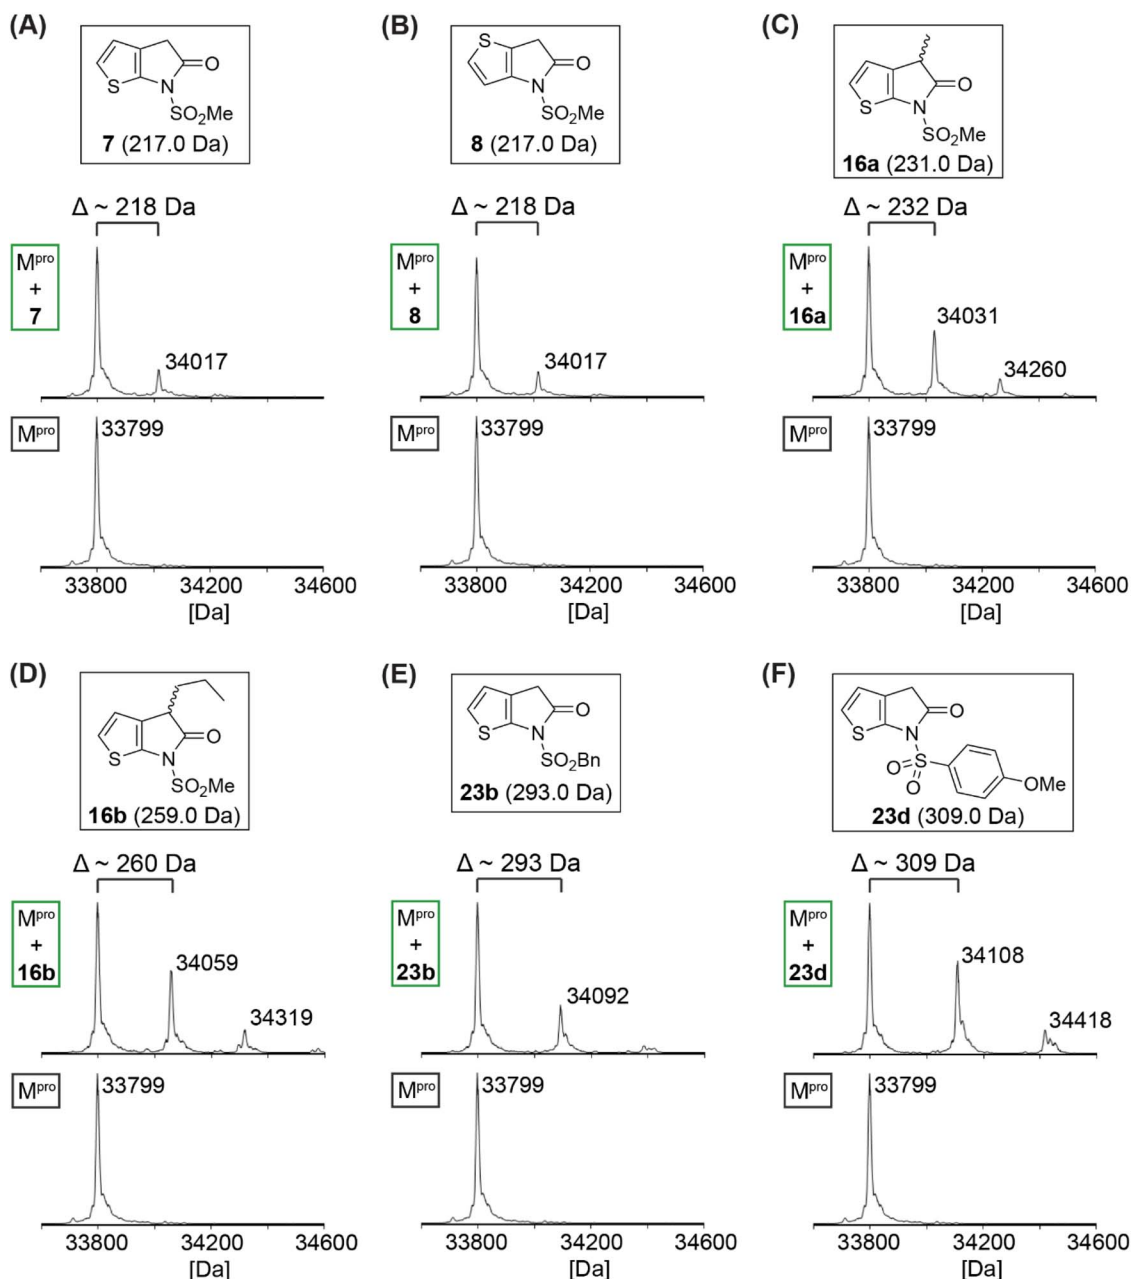 (A)
S
N
O
SO2Me
7 (217.0 Da)
Δ ~ 218 Da
Mpro
+
7
34017
Mpro
33799
33800 34200 34600
[Da]
(B)
S
N
O
SO2Me
8 (217.0 Da)
Δ ~ 218 Da
Mpro
+
8
34017
Mpro
33799
33800 34200 34600
[Da]
(C)
S
N
O
SO2Me
16a (231.0 Da)
Δ ~ 232 Da
Mpro
+
16a
34031
34260
Mpro
33799
33800 34200 34600
[Da]
(D)
S
N
O
SO2Me
16b (259.0 Da)
Δ ~ 260 Da
Mpro
+
16b
34059
34319
Mpro
33799
33800 34200 34600
[Da]
(E)
S
N
O
SO2Bn
23b (293.0 Da)
Δ ~ 293 Da
Mpro
+
23b
34092
Mpro
33799
33800 34200 34600
[Da]
(F)
S
N
O
O
S
O
OMe
23d (309.0 Da)
Δ ~ 309 Da
Mpro
+
23d
34108
34418
Mpro
33799
33800 34200 34600
[Da]